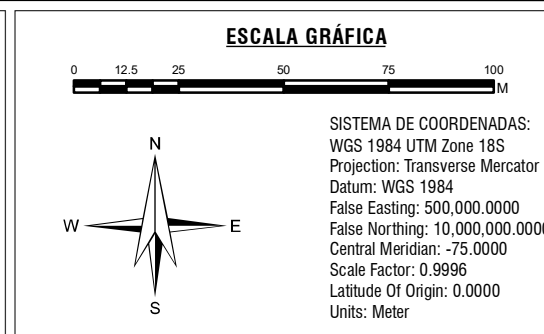 ESCALA GRÁFICA
0 12.5 25 50 75 100
M
SISTEMA DE COORDENADAS:
WGS 1984 UTM Zone 18S
Projection: Transverse Mercator
Datum: WGS 1984
False Easting: 500,000.0000
False Northing: 10,000,000.0000
Central Meridian: -75.0000
Scale Factor: 0.9996
Latitude Of Origin: 0.0000
Units: Meter
N
W E
S